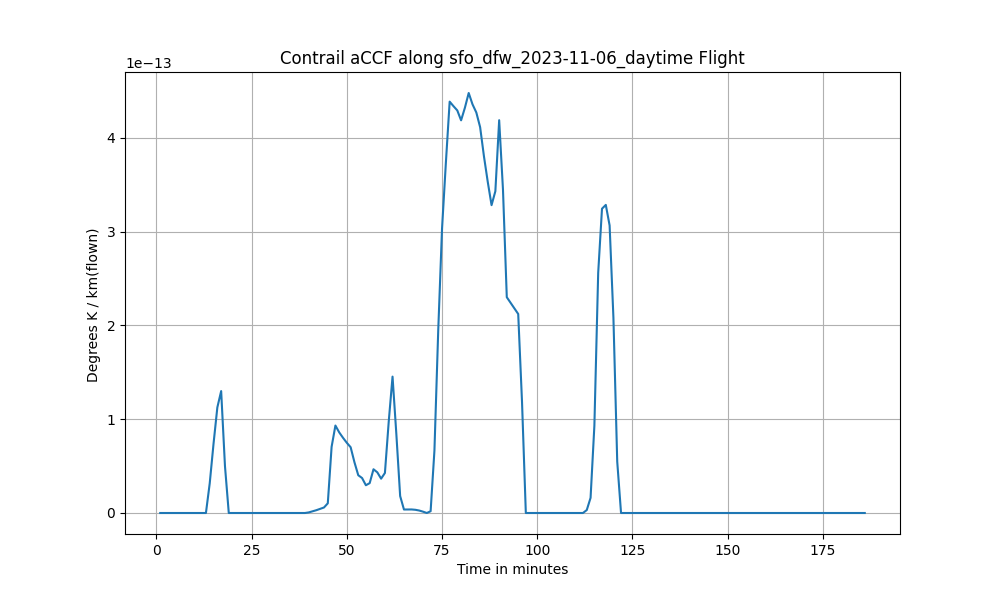 Contrail aCCF along sfo_dfw_2023-11-06_daytime Flight
1e−13
Degrees K / km(flown)
4
3
2
1
0
0 25 50 75 100 125 150 175
Time in minutes